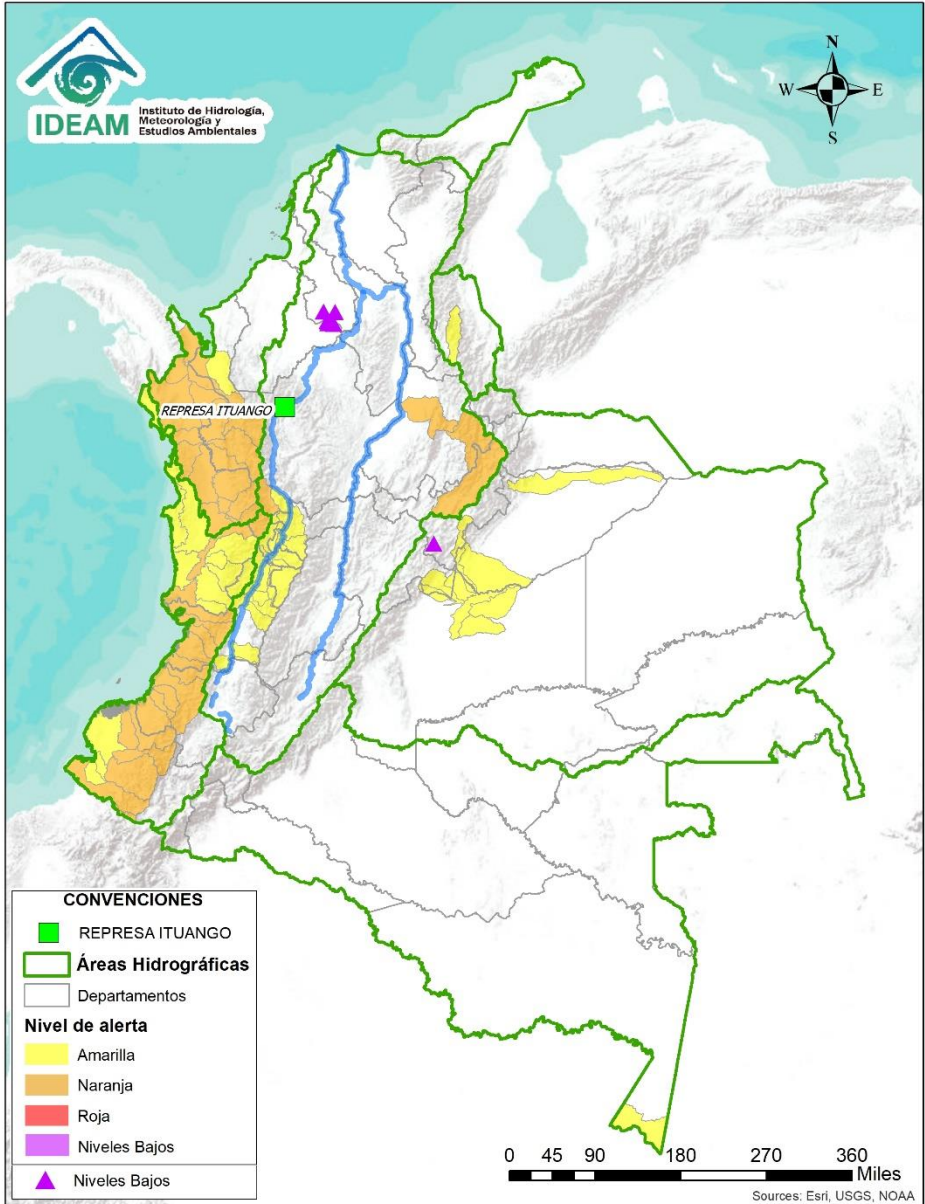 IDEAM
Instituto de Hidrología,
Meteorología y
Estudios Ambientales
N
W E
S
REPRESA ITUANGO
CONVENCIONES
REPRESA ITUANGO
Áreas Hidrográficas
Departamentos
Nivel de alerta
Amarilla
Naranja
Roja
Niveles Bajos
Niveles Bajos
0 45 90 180 270 360
Miles
Sources: Esri, USGS, NOAA